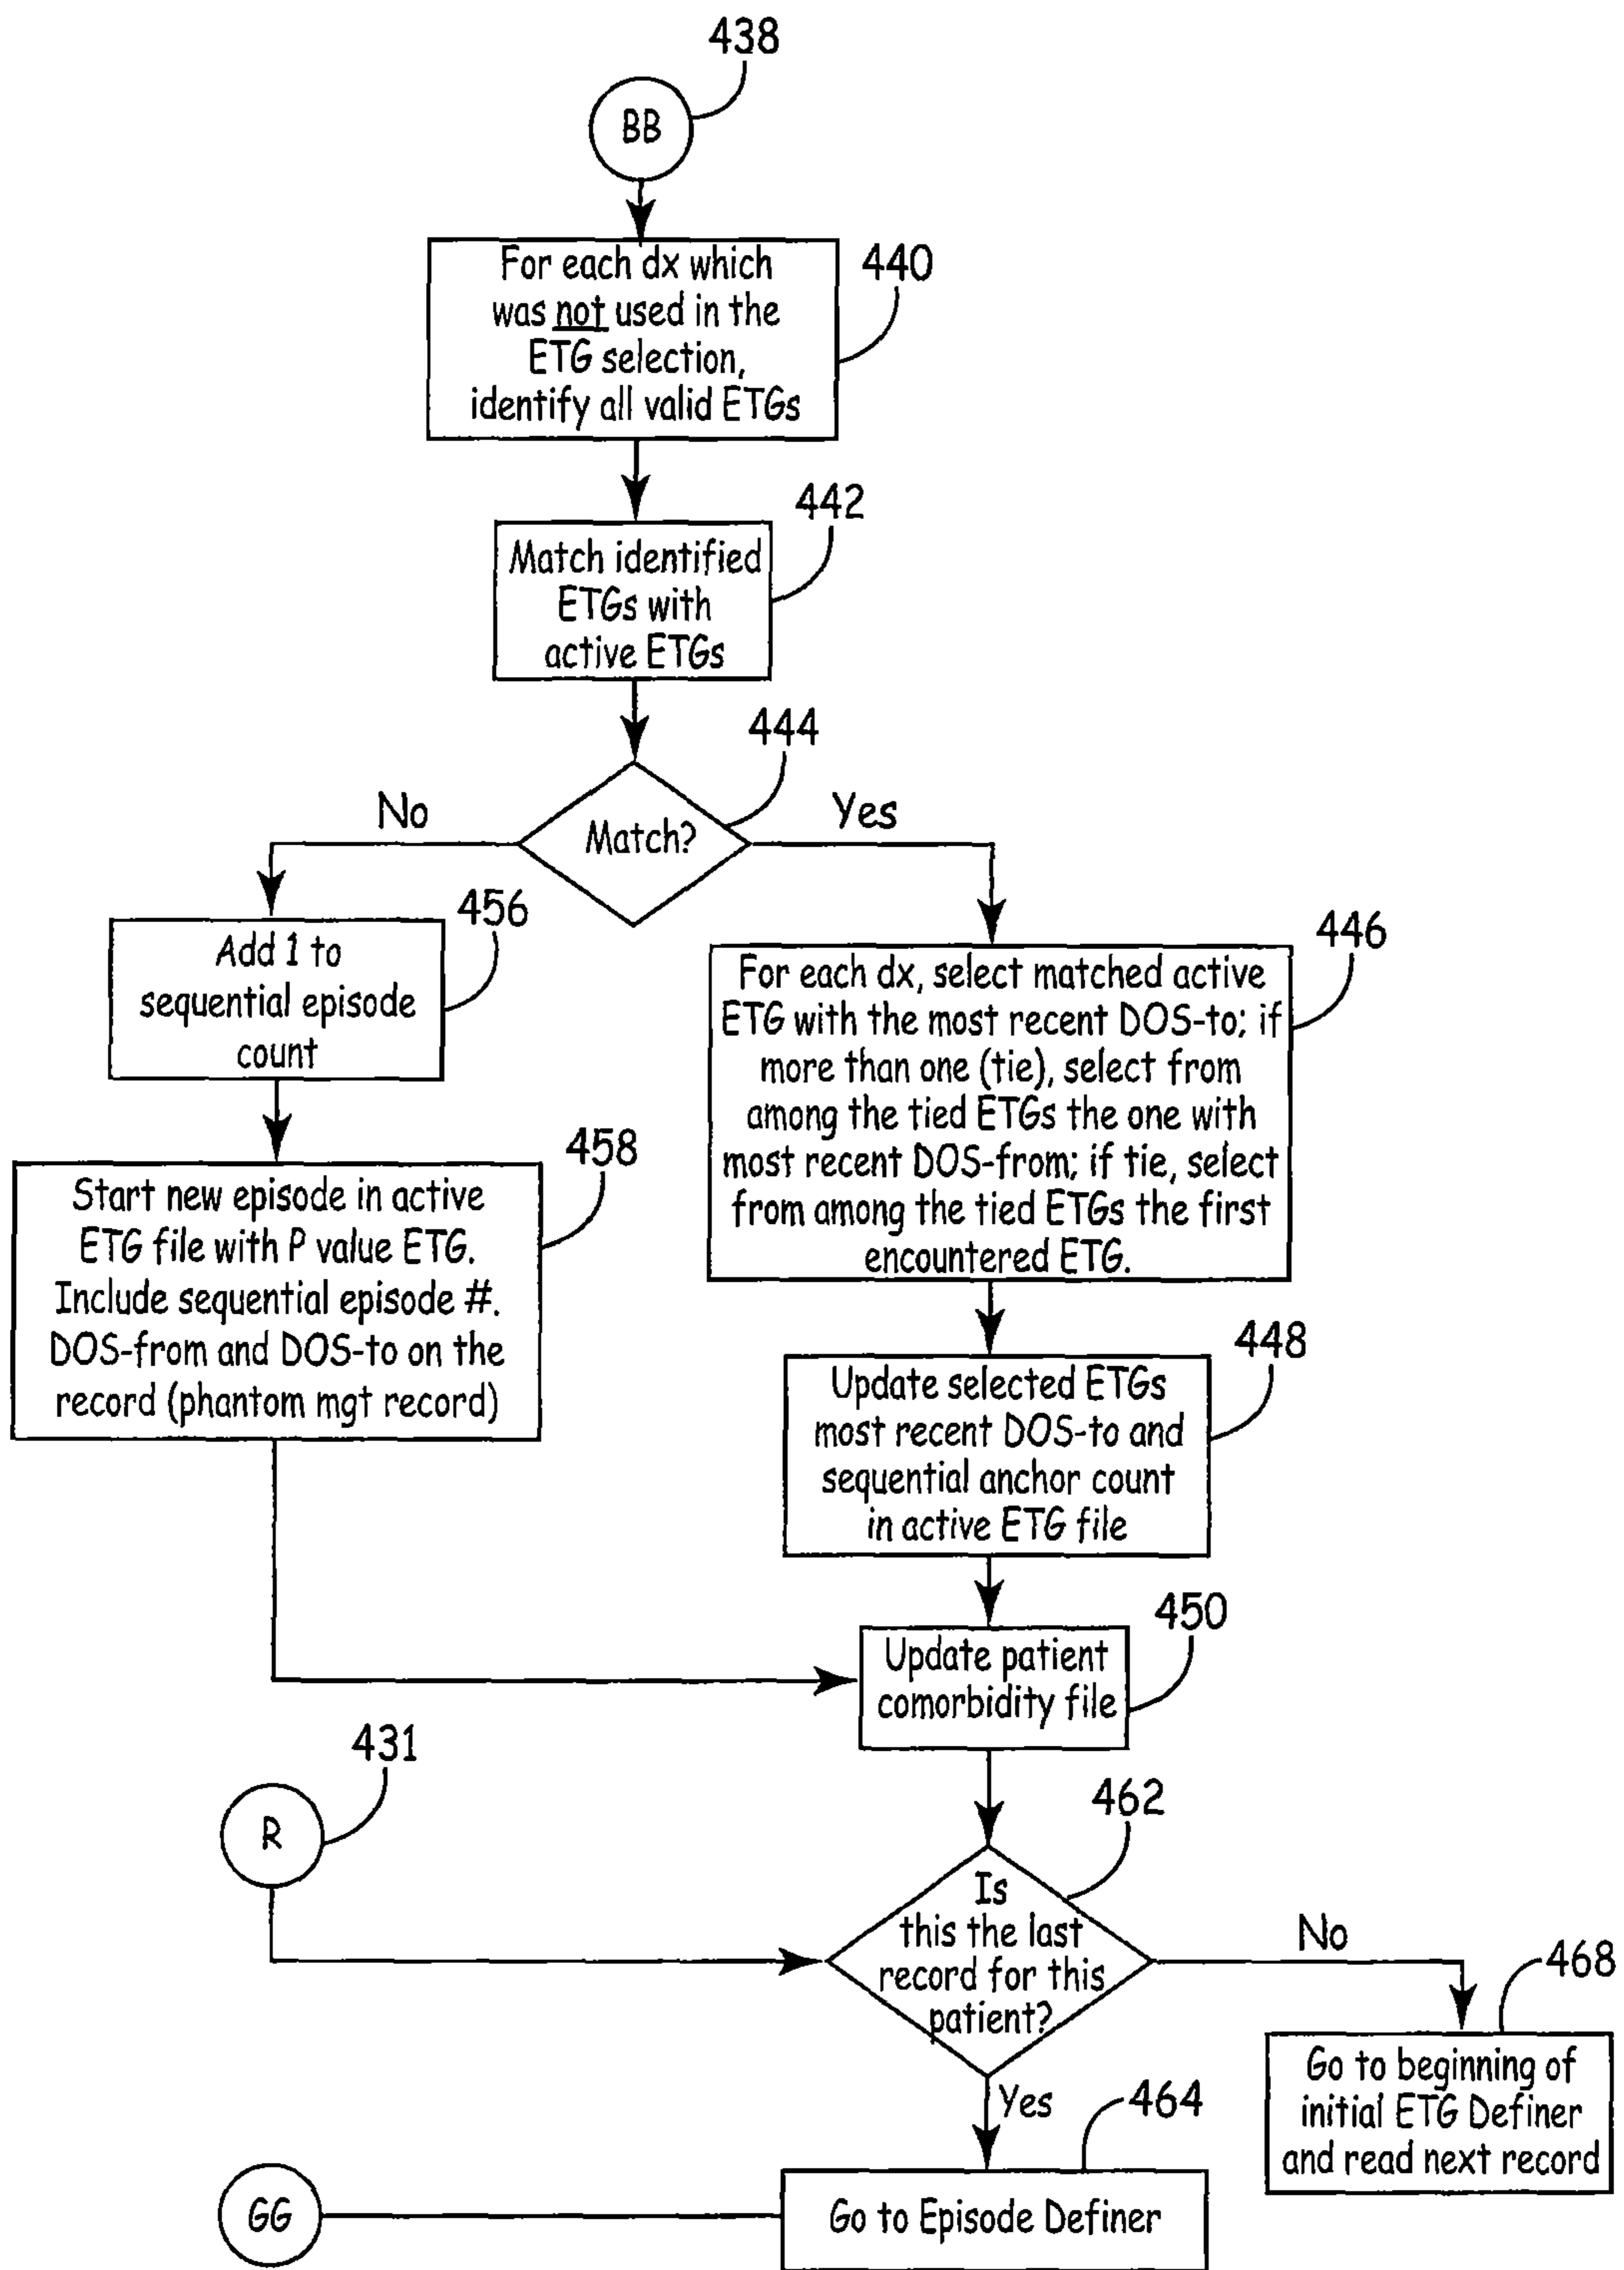 438
BB
For each dx which
was not used in the
ETG selection,
identify all valid ETGs
440
442
Match identified
ETGs with
active ETGs
444
Match?
No
Yes
456
Add 1 to
sequential episode
count
446
For each dx, select matched active
ETG with the most recent DOS-to; if
more than one (tie), select from
among the tied ETGs the one with
most recent DOS-from; if tie, select
from among the tied ETGs the first
encountered ETG.
458
Start new episode in active
ETG file with P value ETG.
Include sequential episode #.
DOS-from and DOS-to on the
record (phantom mgt record)
448
Update selected ETGs
most recent DOS-to and
sequential anchor count
in active ETG file
450
Update patient
comorbidity file
431
R
462
Is
this the last
record for this
patient?
No
468
Go to beginning of
initial ETG Definer
and read next record
Yes
464
GG
Go to Episode Definer